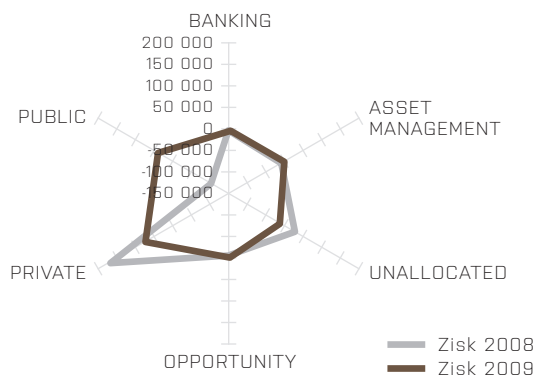 BANKING
200 000
150 000
100 000
50 000
0
-50 000
-100 000
-150 000
ASSET
MANAGEMENT
PUBLIC
PRIVATE
UNALLOCATED
OPPORTUNITY
Zisk 2008
Zisk 2009